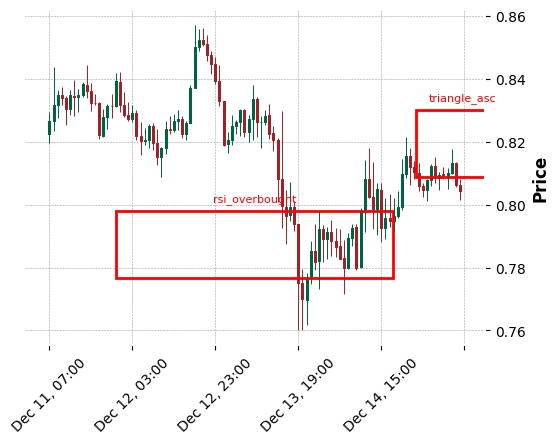 0.86
0.84
triangle_asc
0.82
rsi_overbought
0.80
0.78
0.76
Price
Dec 11, 07:00
Dec 12, 03:00
Dec 12, 23:00
Dec 13, 19:00
Dec 14, 15:00